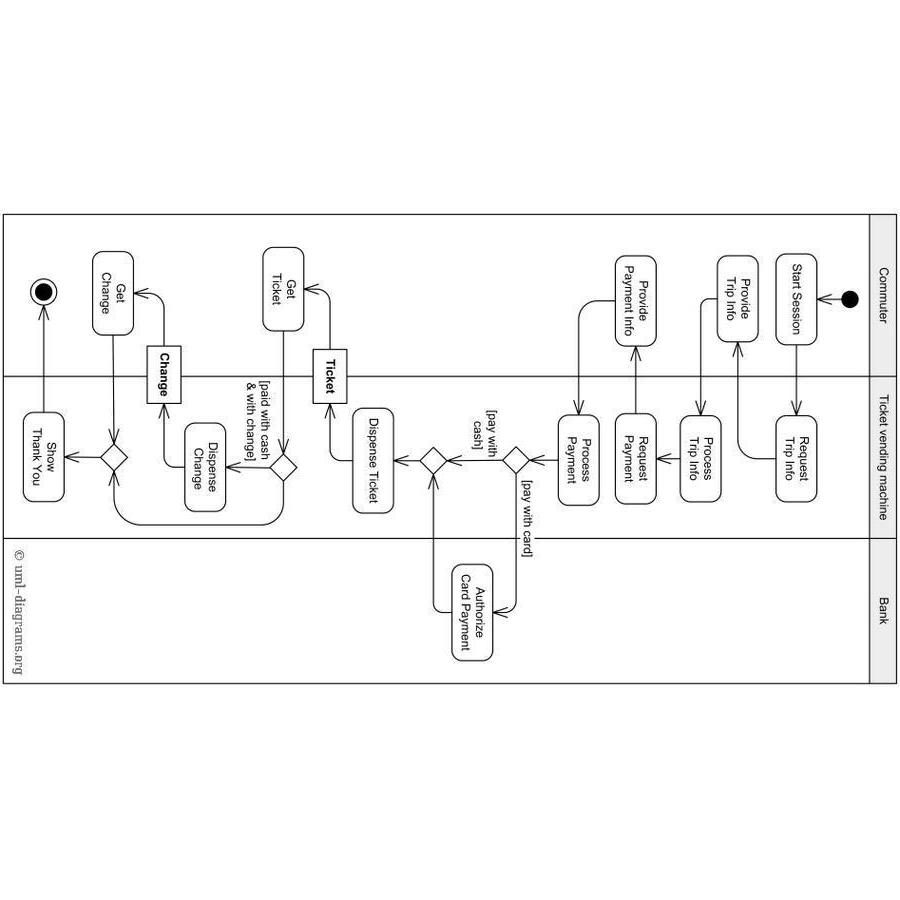 Commuter
Ticket vending machine
Bank
Start Session
Request
Trip Info
Provide
Trip Info
Process
Trip Info
Request
Payment
Provide
Payment Info
Process
Payment
[pay with card]
[pay with
cash]
Authorize
Card Payment
Dispense Ticket
Ticket
Get
Ticket
[paid with cash
& with change]
Dispense
Change
Change
Get
Change
Show
Thank You
© uml-diagrams.org